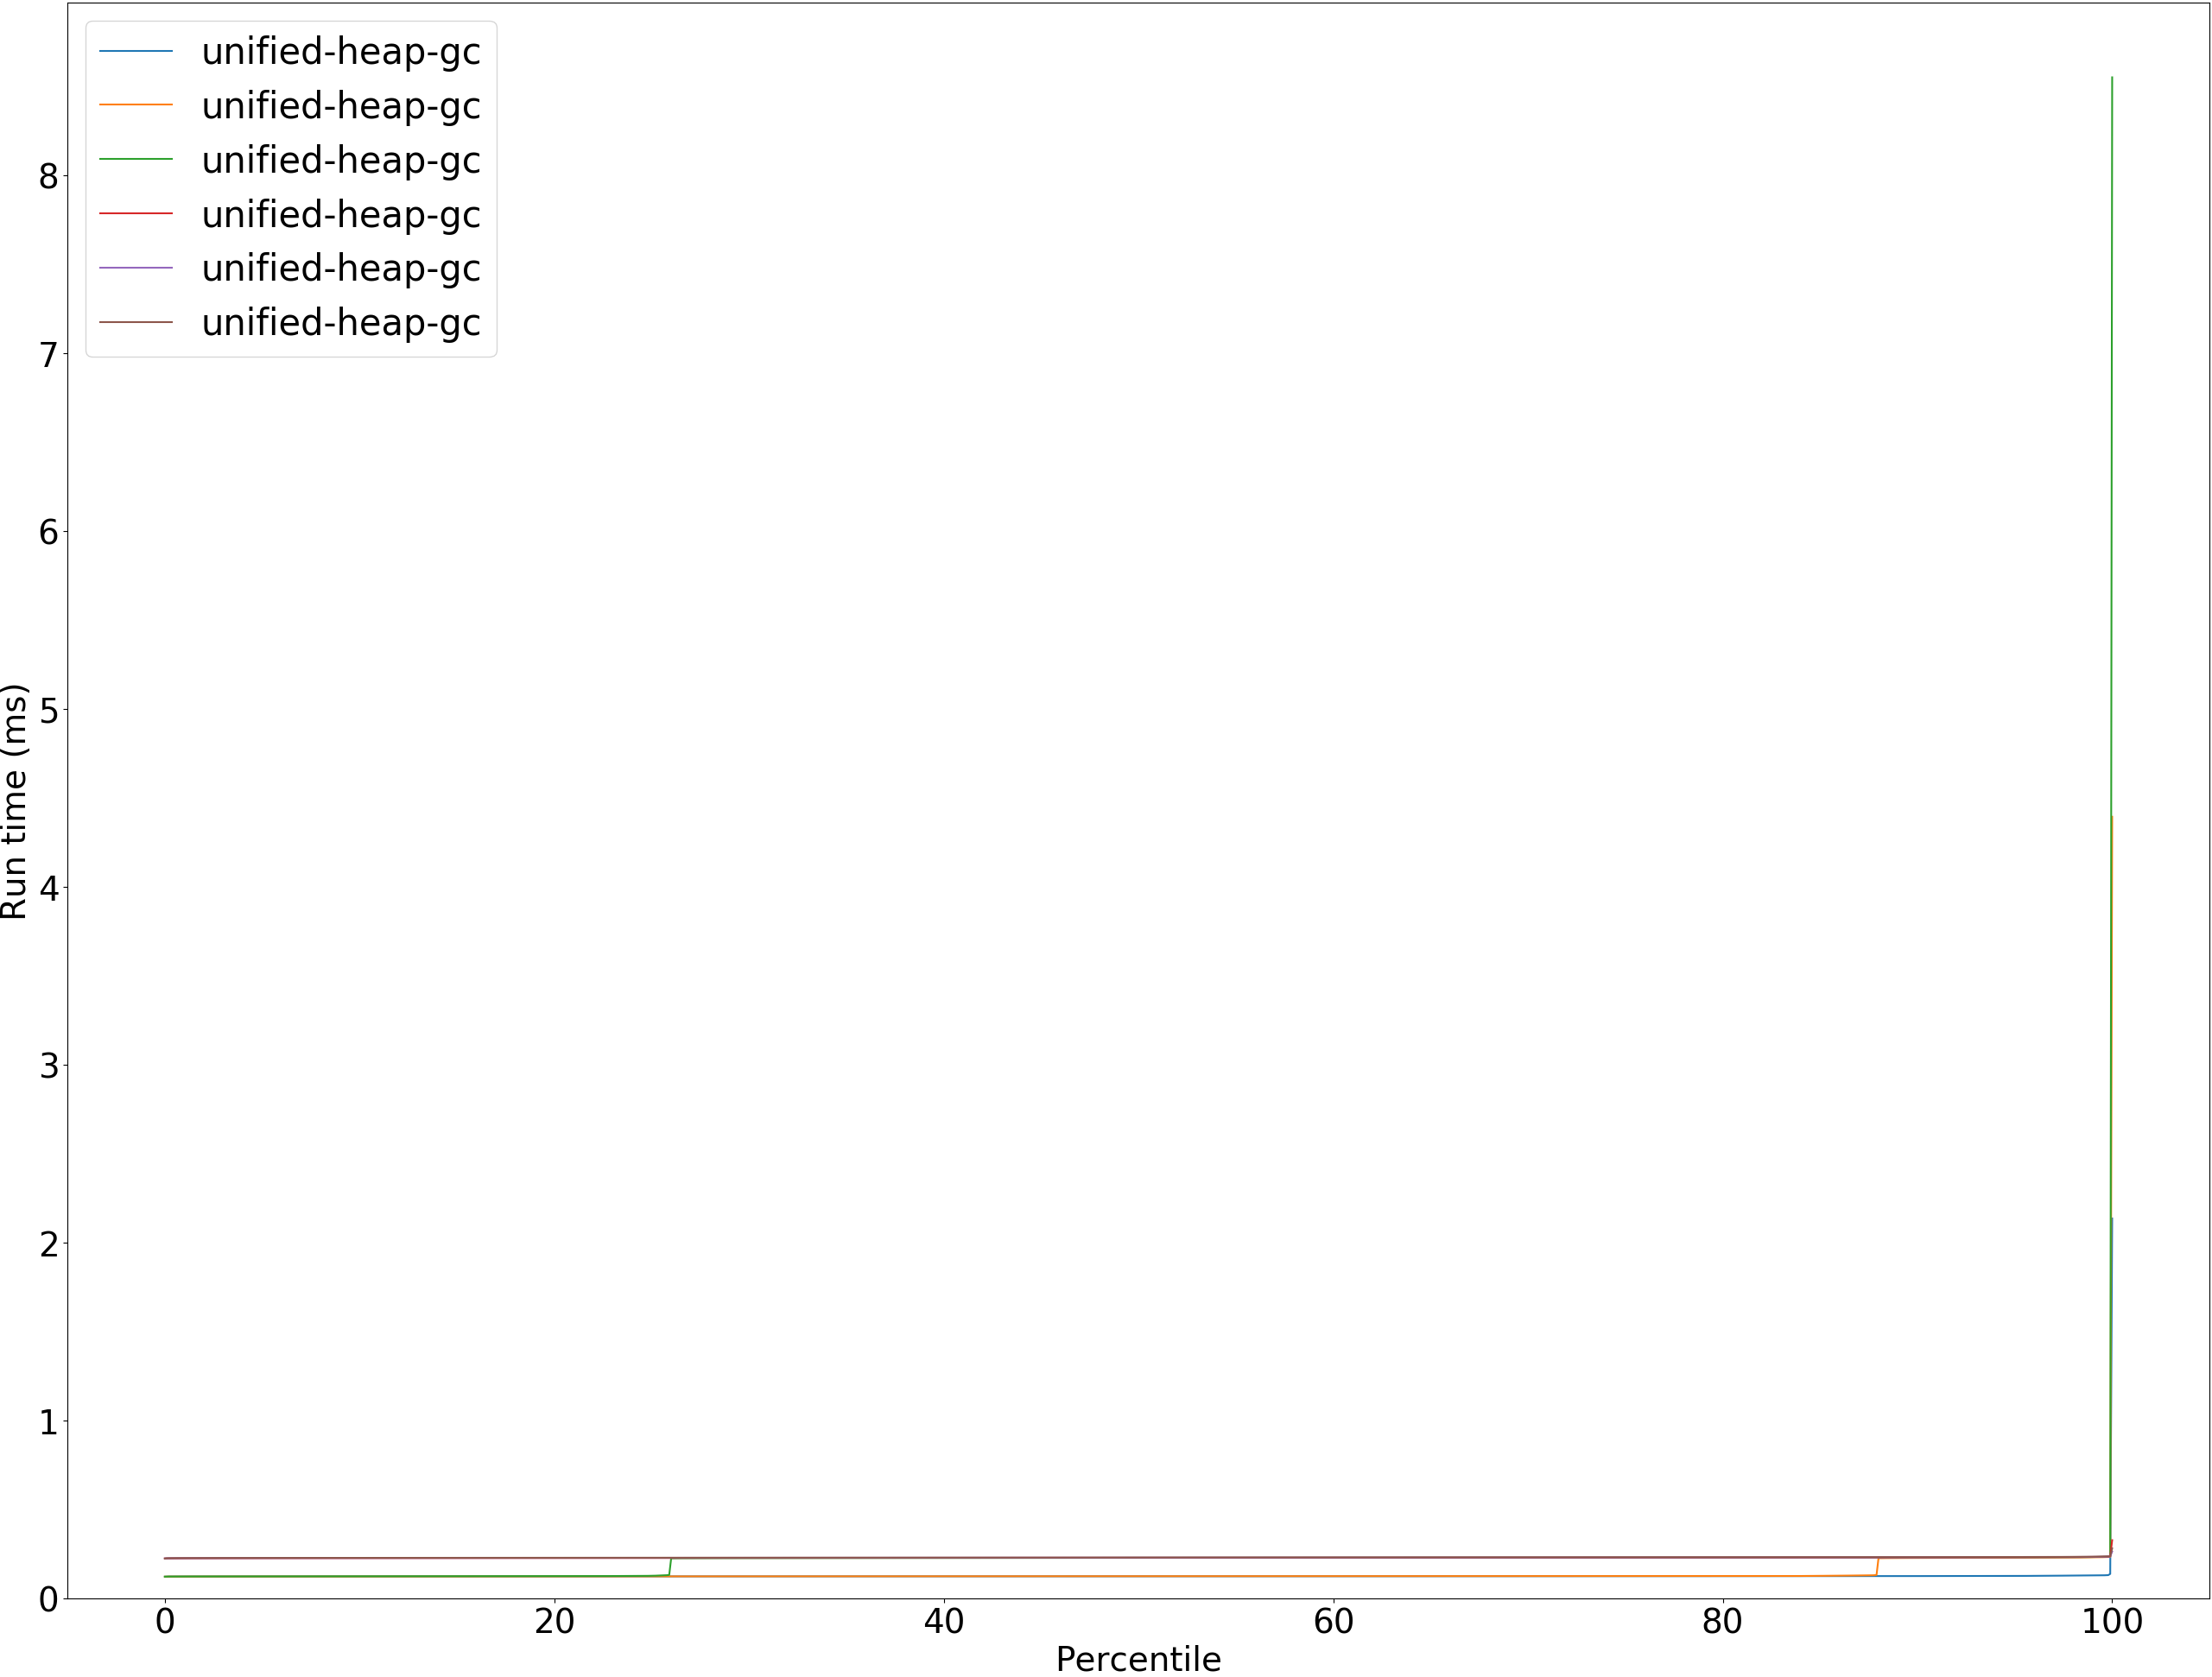 unified-heap-gc
unified-heap-gc
unified-heap-gc
unified-heap-gc
unified-heap-gc
unified-heap-gc
8
7
6
5
4
3
2
1
0
Run time (ms)
0 20 40 60 80 100
Percentile